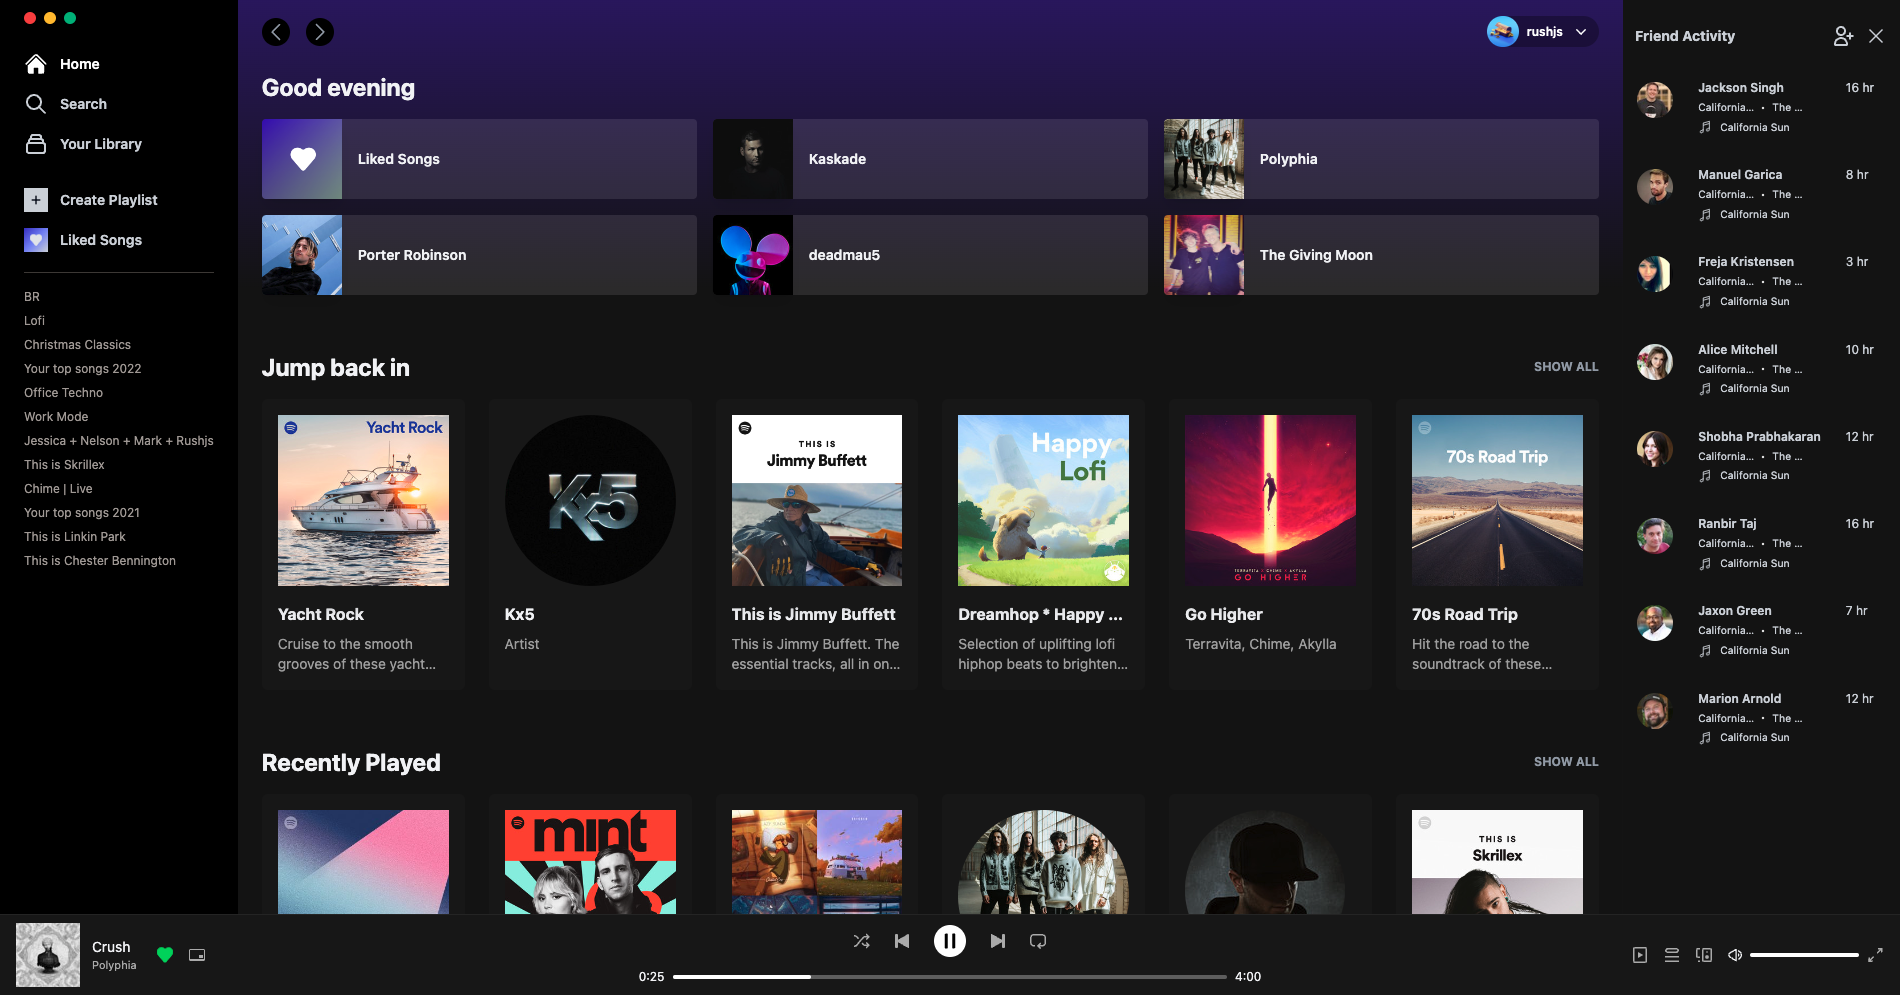 Home
Search
Your Library
Create Playlist
Liked Songs
BR
Lofi
Christmas Classics
Your top songs 2022
Office Techno
Work Mode
Jessica + Nelson + Mark + Rushjs
This is Skrillex
Chime | Live
Your top songs 2021
This is Linkin Park
This is Chester Bennington
rushjs
Good evening
Liked Songs
Kaskade
Polyphia
Porter Robinson
deadmau5
The Giving Moon
Jump back in
SHOW ALL
Yacht Rock
Yacht Rock
Cruise to the smooth
grooves of these yacht...
Kx5
Kx5
Artist
THIS IS
Jimmy Buffett
This is Jimmy Buffett
This is Jimmy Buffett. The
essential tracks, all in on...
Happy
Lofi
Dreamhop * Happy ...
Selection of uplifting lofi
hiphop beats to brighten...
TERRAVITA / CHIME / AKYLLA
GO HIGHER
Go Higher
Terravita, Chime, Akylla
70s Road Trip
70s Road Trip
Hit the road to the
soundtrack of these...
Recently Played
SHOW ALL
mint
THIS IS
Skrillex
Friend Activity
Jackson Singh
16 hr
California... • The ...
California Sun
Manuel Garica
8 hr
California... • The ...
California Sun
Freja Kristensen
3 hr
California... • The ...
California Sun
Alice Mitchell
10 hr
California... • The ...
California Sun
Shobha Prabhakaran
12 hr
California... • The ...
California Sun
Ranbir Taj
16 hr
California... • The ...
California Sun
Jaxon Green
7 hr
California... • The ...
California Sun
Marion Arnold
12 hr
California... • The ...
California Sun
Crush
Polyphia
0:25
4:00